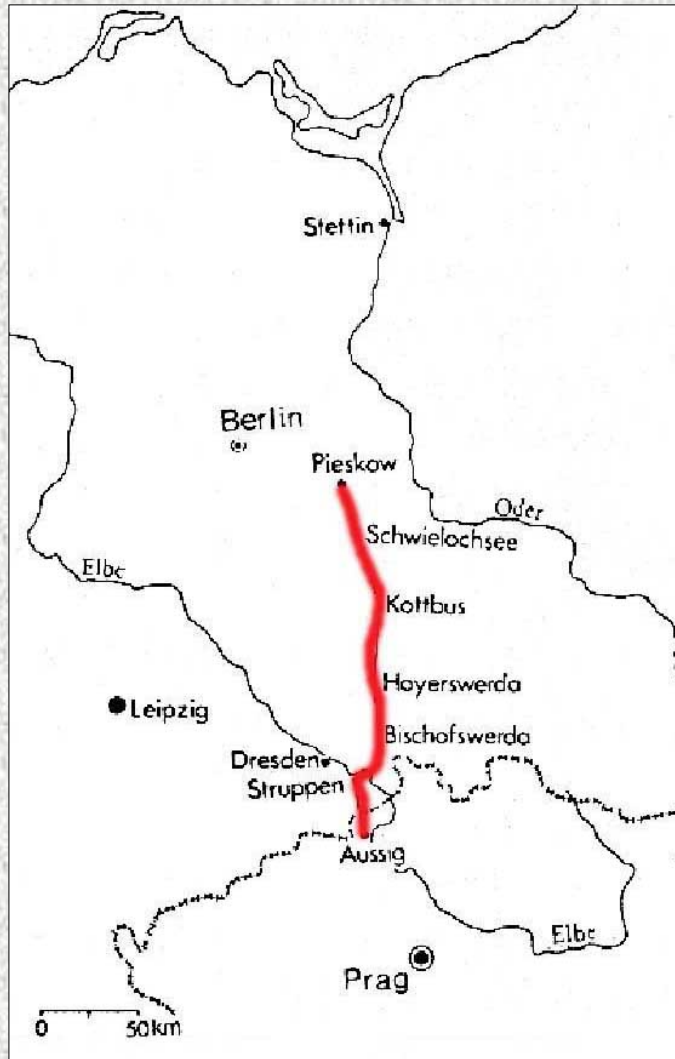 Stettin
Berlin
Pieskow
Oder
Schwielochsee
Elbe
Kottbus
Hoyerswerda
Leipzig
Bischofswerda
Dresden
Struppen
Aussig
Elbe
Prag
0 50km